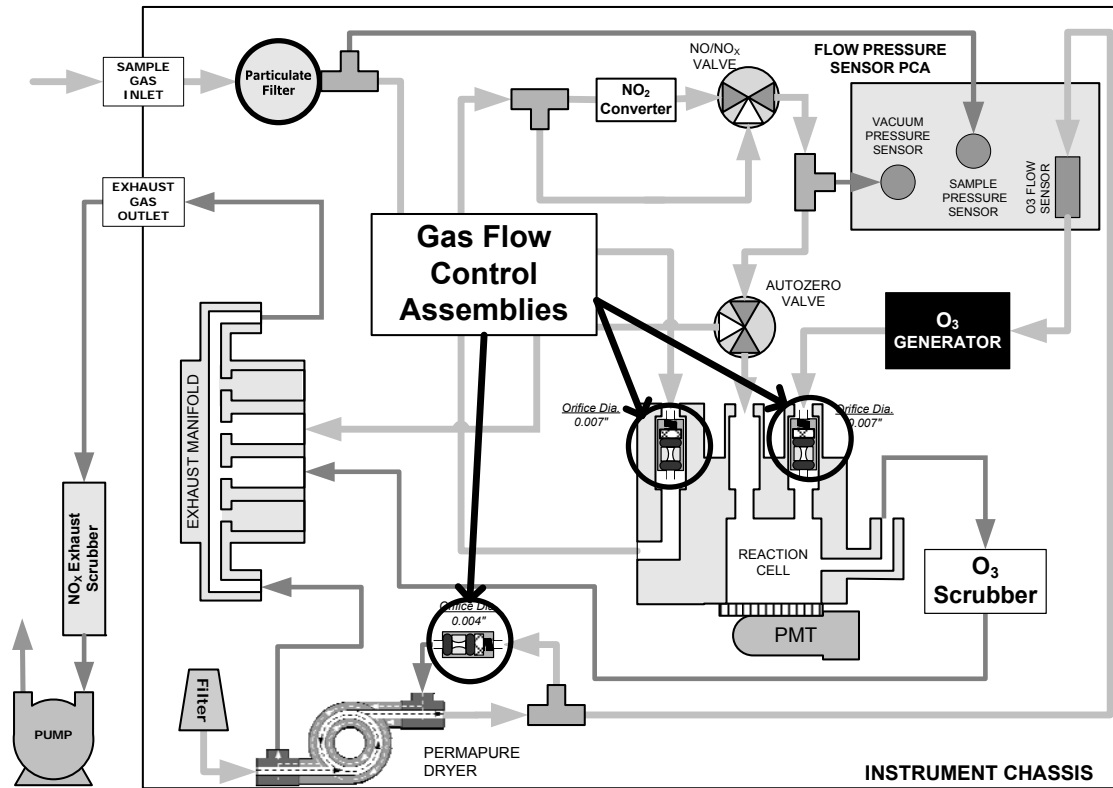 SAMPLE
GAS
INLET
Particulate
Filter
NO/NOX
VALVE
FLOW PRESSURE
SENSOR PCA
NO2
Converter
VACUUM
PRESSURE
SENSOR
SAMPLE
PRESSURE
SENSOR
O3 FLOW
SENSOR
EXHAUST
GAS
OUTLET
Gas Flow
Control
Assemblies
AUTOZERO
VALVE
O3
GENERATOR
Orifice Dia.
0.007"
Orifice Dia.
0.007"
EXHAUST MANIFOLD
NOX Exhaust
Scrubber
REACTION
CELL
O3
Scrubber
PMT
Orifice Dia.
0.004"
Filter
PUMP
PERMAPURE
DRYER
INSTRUMENT CHASSIS